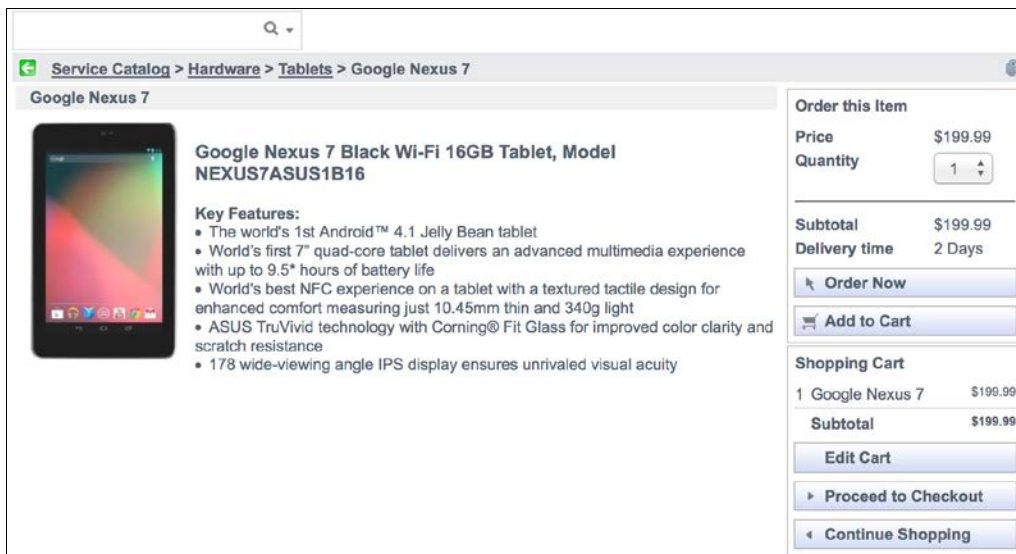 Service Catalog > Hardware > Tablets > Google Nexus 7
Google Nexus 7
Google Nexus 7 Black Wi-Fi 16GB Tablet, Model
NEXUS7ASUS1B16
Key Features:
• The world's 1st Android™ 4.1 Jelly Bean tablet
• World's first 7" quad-core tablet delivers an advanced multimedia experience
with up to 9.5* hours of battery life
• World's best NFC experience on a tablet with a textured tactile design for
enhanced comfort measuring just 10.45mm thin and 340g light
• ASUS TruVivid technology with Corning® Fit Glass for improved color clarity and
scratch resistance
• 178 wide-viewing angle IPS display ensures unrivaled visual acuity
Order this Item
Price $199.99
Quantity 1
Subtotal $199.99
Delivery time 2 Days
Order Now
Add to Cart
Shopping Cart
1 Google Nexus 7 $199.99
Subtotal $199.99
Edit Cart
Proceed to Checkout
Continue Shopping